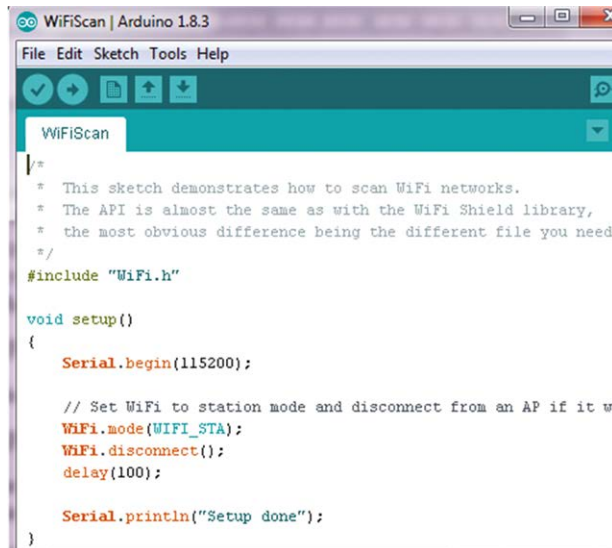 WiFiScan | Arduino 1.8.3
File Edit Sketch Tools Help
WiFiScan
/*
 *  This sketch demonstrates how to scan WiFi networks.
 *  The API is almost the same as with the WiFi Shield library,
 *  the most obvious difference being the different file you need
 */
#include "WiFi.h"
void setup()
{
    Serial.begin(115200);
    // Set WiFi to station mode and disconnect from an AP if it w
    WiFi.mode(WIFI_STA);
    WiFi.disconnect();
    delay(100);
    Serial.println("Setup done");
}